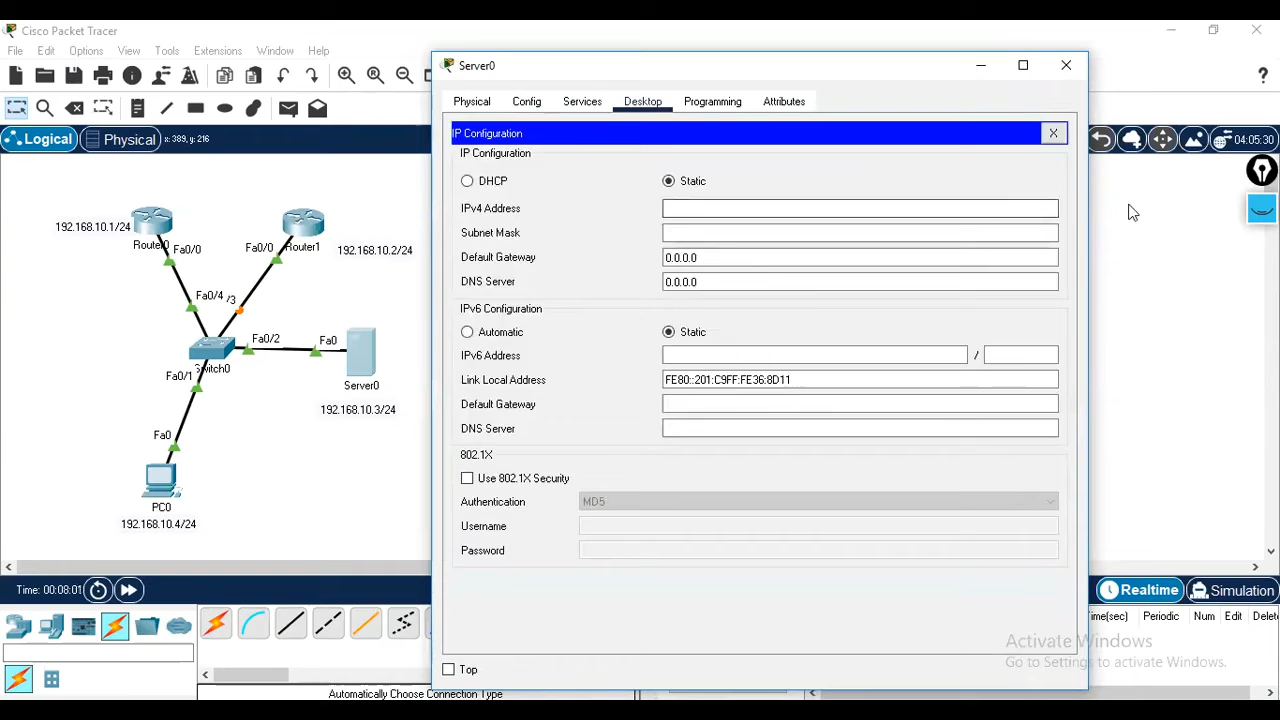 Cisco Packet Tracer
File Edit Options View Tools Extensions Window Help
?
Logical Physical x: 389, y: 216
04:05:30
192.168.10.1/24
Router0
Fa0/0
Fa0/0
Router1
192.168.10.2/24
Fa0/4
/3
Switch0
Fa0/2
Fa0
Server0
192.168.10.3/24
Fa0/1
Fa0
PC0
192.168.10.4/24
Server0
Physical Config Services Desktop Programming Attributes
IP Configuration
X
IP Configuration
DHCP Static
IPv4 Address
Subnet Mask
Default Gateway 0.0.0.0
DNS Server 0.0.0.0
IPv6 Configuration
Automatic Static
IPv6 Address /
Link Local Address FE80::201:C9FF:FE36:8D11
Default Gateway
DNS Server
802.1X
Use 802.1X Security
Authentication MD5
Username
Password
Top
Time: 00:08:01
Realtime Simulation
ime(sec) Periodic Num Edit Delete
Automatically Choose Connection Type
Activate Windows
Go to Settings to activate Windows.